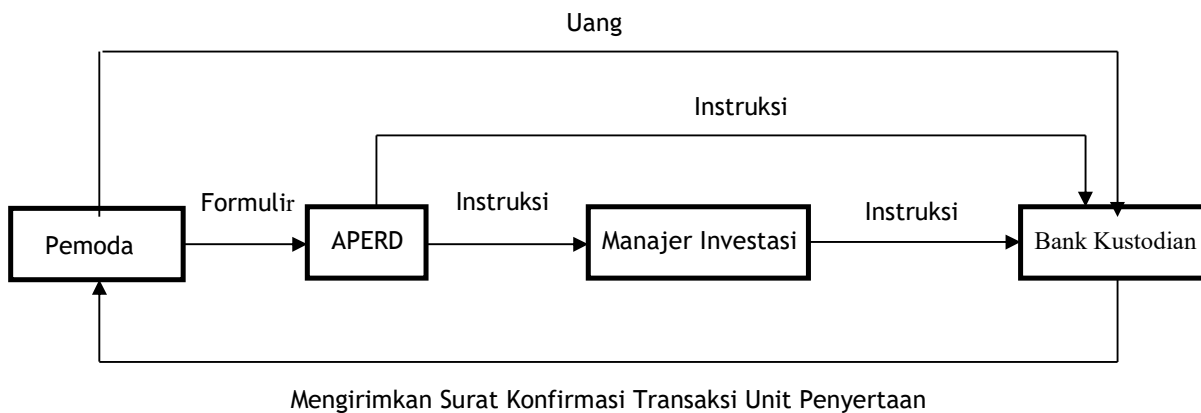 Uang
Instruksi
Formulir
Instruksi
Instruksi
Pemoda
APERD
Manajer Investasi
Bank Kustodian
Mengirimkan Surat Konfirmasi Transaksi Unit Penyertaan